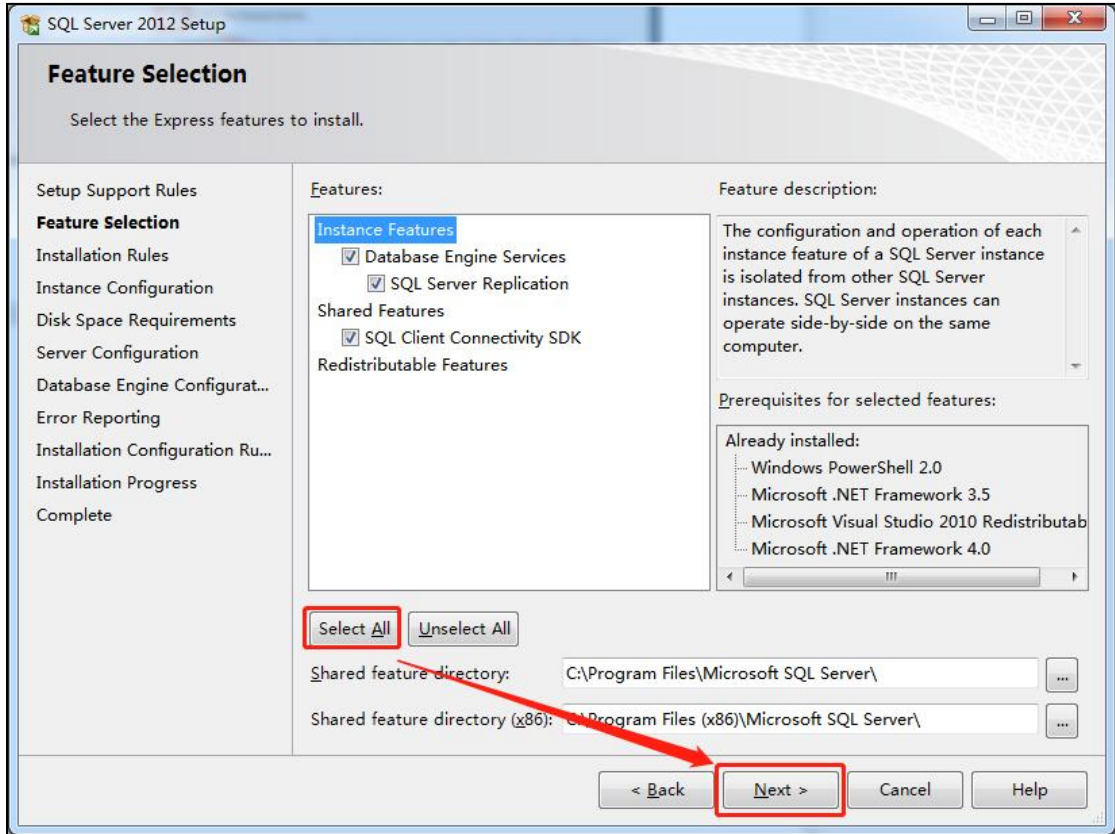 SQL Server 2012 Setup
Feature Selection
Select the Express features to install.
Setup Support Rules
Feature Selection
Installation Rules
Instance Configuration
Disk Space Requirements
Server Configuration
Database Engine Configurat...
Error Reporting
Installation Configuration Ru...
Installation Progress
Complete
Features:
Instance Features
Database Engine Services
SQL Server Replication
Shared Features
SQL Client Connectivity SDK
Redistributable Features
Feature description:
The configuration and operation of each
instance feature of a SQL Server instance
is isolated from other SQL Server
instances. SQL Server instances can
operate side-by-side on the same
computer.
Prerequisites for selected features:
Already installed:
Windows PowerShell 2.0
Microsoft .NET Framework 3.5
Microsoft Visual Studio 2010 Redistributab
Microsoft .NET Framework 4.0
Select All
Unselect All
Shared feature directory:
C:\Program Files\Microsoft SQL Server\
...
Shared feature directory (x86):
C:\Program Files (x86)\Microsoft SQL Server\
...
< Back
Next >
Cancel
Help